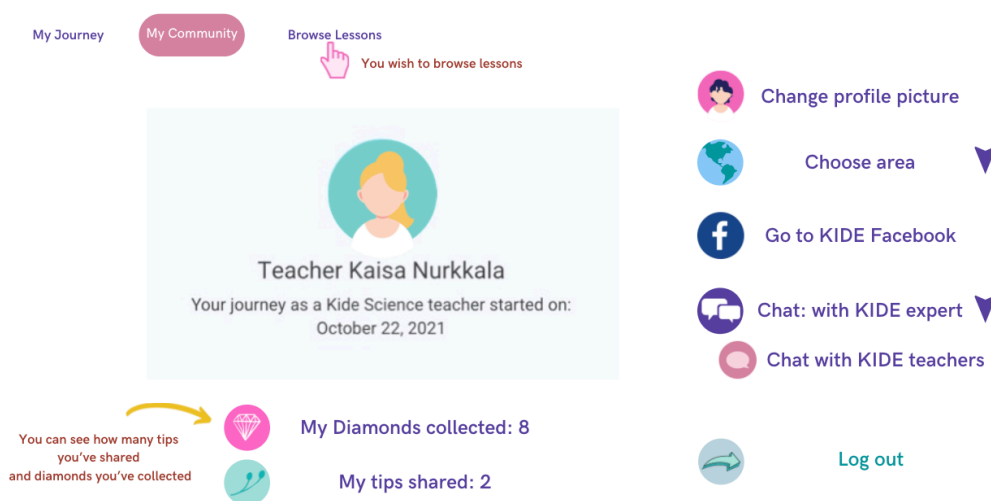 My Journey
My Community
Browse Lessons
You wish to browse lessons
Change profile picture
Choose area
Go to KIDE Facebook
Chat: with KIDE expert
Chat with KIDE teachers
Log out
Teacher Kaisa Nurkkala
Your journey as a Kide Science teacher started on:
October 22, 2021
You can see how many tips
you've shared
and diamonds you've collected
My Diamonds collected: 8
My tips shared: 2